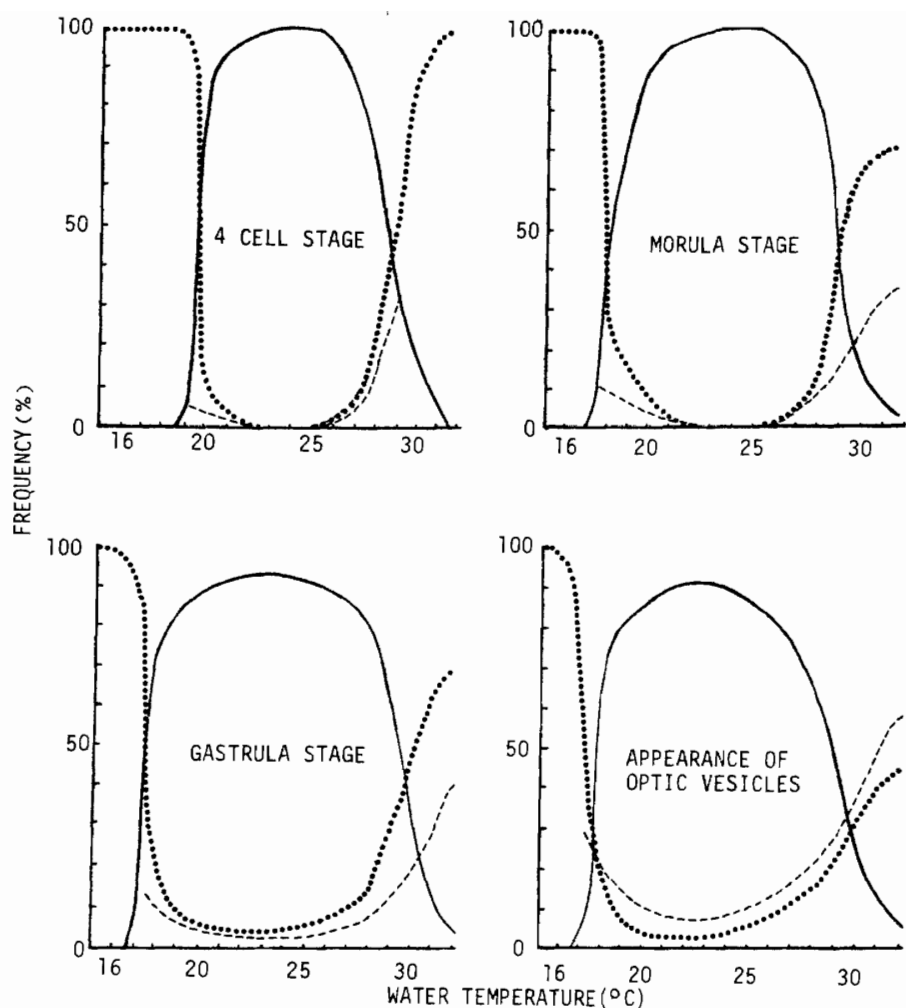 100
50
0
4 CELL STAGE
16 20 25 30
100
50
0
MORULA STAGE
16 20 25 30
FREQUENCY(%)
100
50
0
GASTRULA STAGE
16 20 25 30
100
50
0
APPEARANCE OF
OPTIC VESICLES
16 20 25 30
WATER TEMPERATURE(°C)